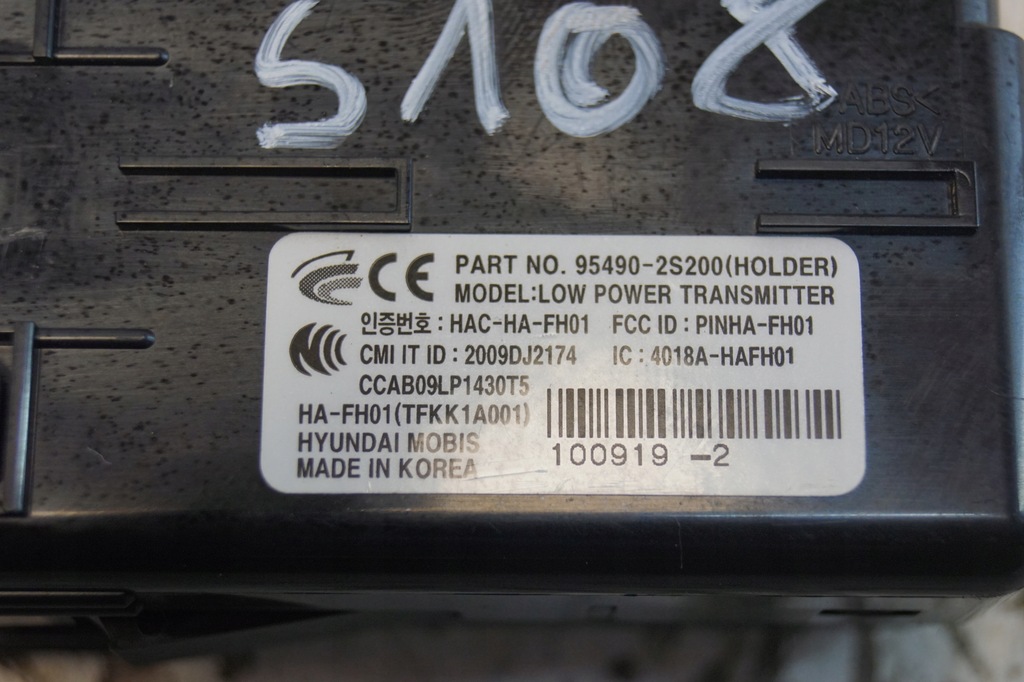 S108
>ABS<
MD12V
CE PART NO. 95490-2S200(HOLDER)
MODEL:LOW POWER TRANSMITTER
인증번호 : HAC-HA-FH01 FCC ID : PINHA-FH01
CMI IT ID : 2009DJ2174 IC : 4018A-HAFH01
CCAB09LP1430T5
HA-FH01(TFKK1A001)
HYUNDAI MOBIS
MADE IN KOREA
100919 -2